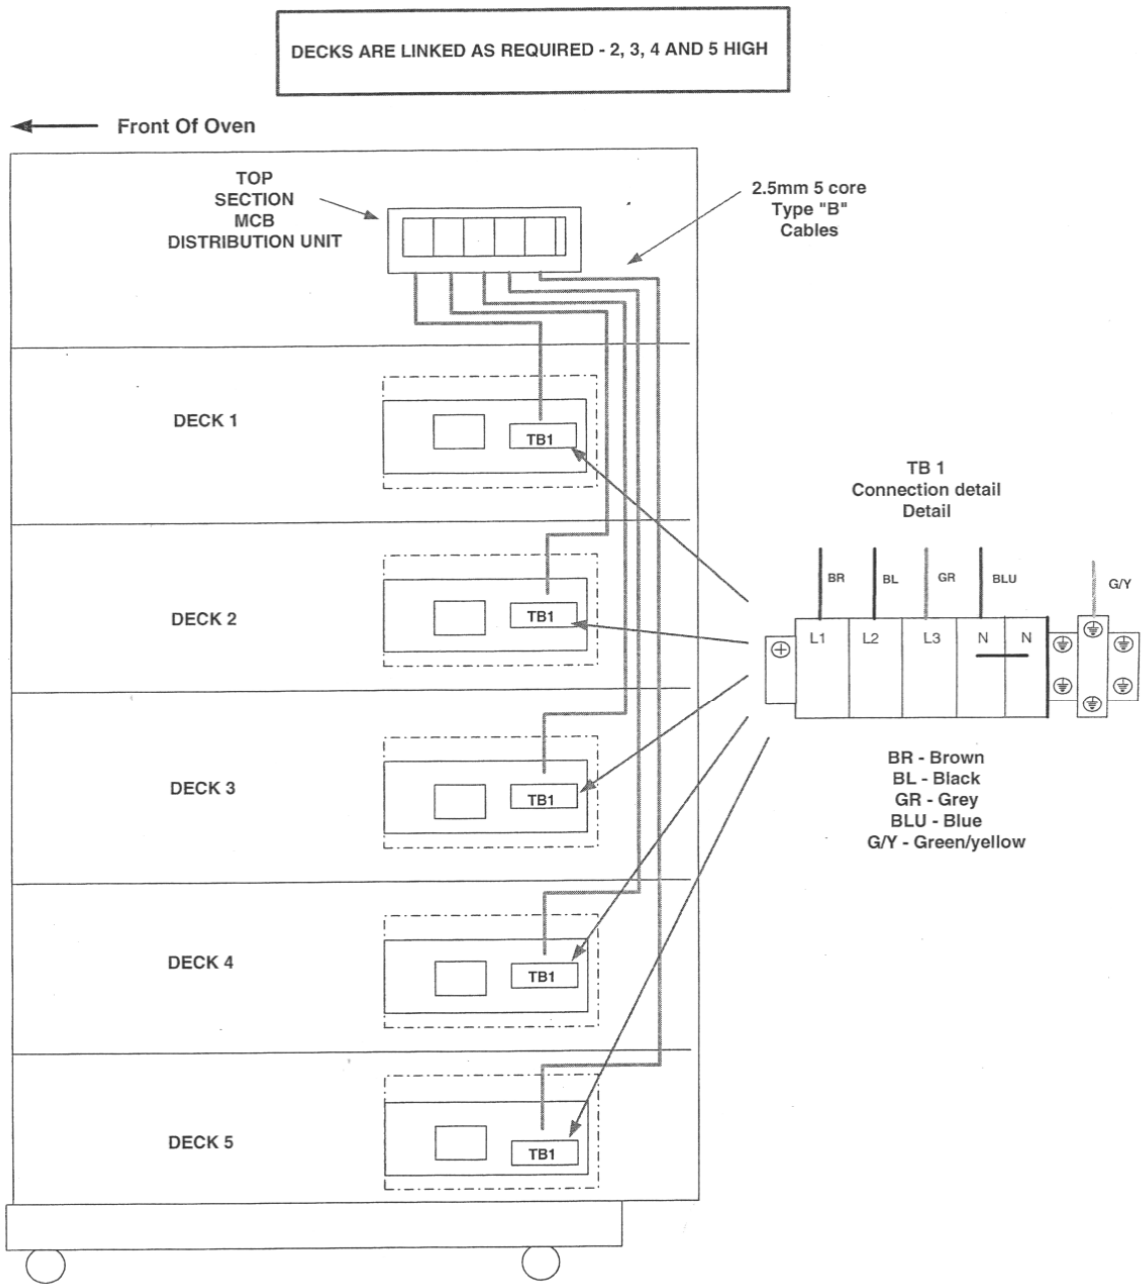 DECKS ARE LINKED AS REQUIRED - 2, 3, 4 AND 5 HIGH
Front Of Oven
TOP
SECTION
MCB
DISTRIBUTION UNIT
2.5mm 5 core
Type "B"
Cables
DECK 1
TB1
DECK 2
TB1
DECK 3
TB1
DECK 4
TB1
DECK 5
TB1
TB 1
Connection detail
Detail
BR
BL
GR
BLU
G/Y
L1
L2
L3
N
N
BR - Brown
BL - Black
GR - Grey
BLU - Blue
G/Y - Green/yellow